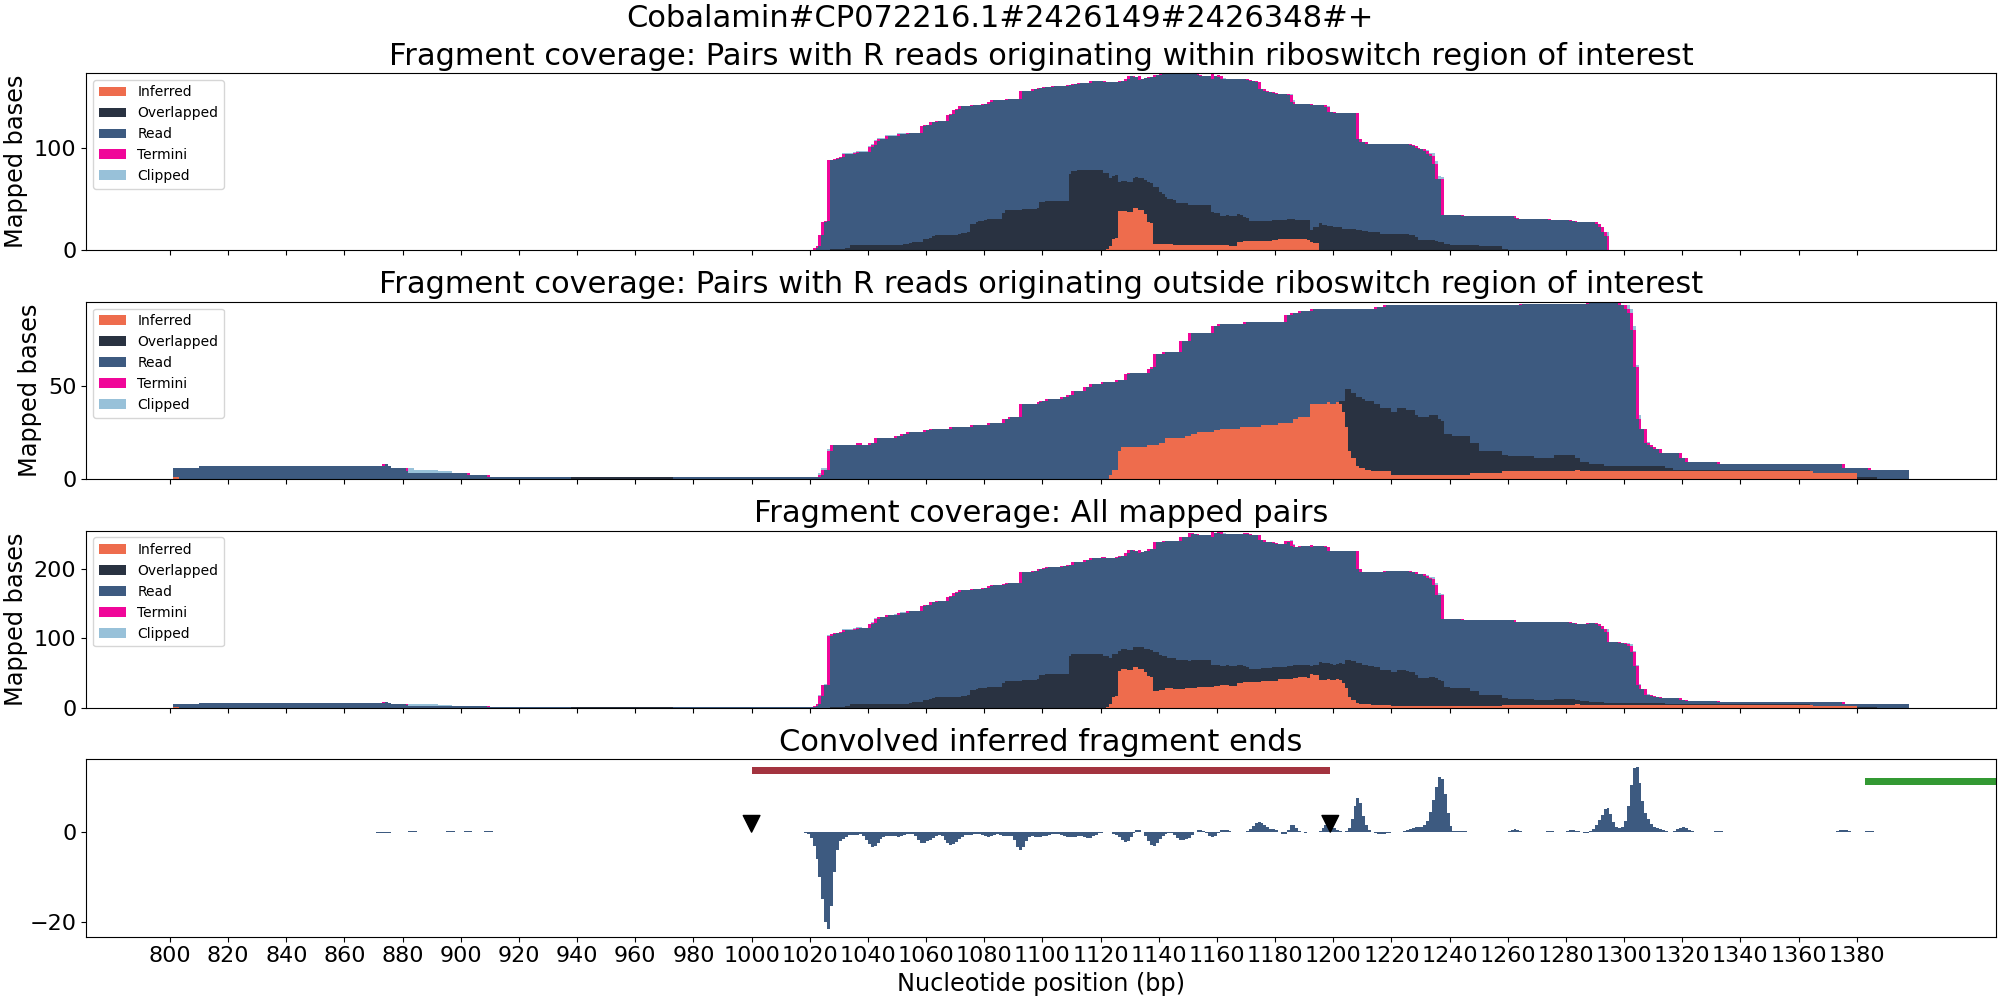 Cobalamin#CP072216.1#2426149#2426348#+
Fragment coverage: Pairs with R reads originating within riboswitch region of interest
Mapped bases
100
0
Inferred
Overlapped
Read
Termini
Clipped
Fragment coverage: Pairs with R reads originating outside riboswitch region of interest
Mapped bases
50
0
Inferred
Overlapped
Read
Termini
Clipped
Fragment coverage: All mapped pairs
Mapped bases
200
100
0
Inferred
Overlapped
Read
Termini
Clipped
Convolved inferred fragment ends
0
−20
800 820 840 860 880 900 920 940 960 980 1000 1020 1040 1060 1080 1100 1120 1140 1160 1180 1200 1220 1240 1260 1280 1300 1320 1340 1360 1380
Nucleotide position (bp)